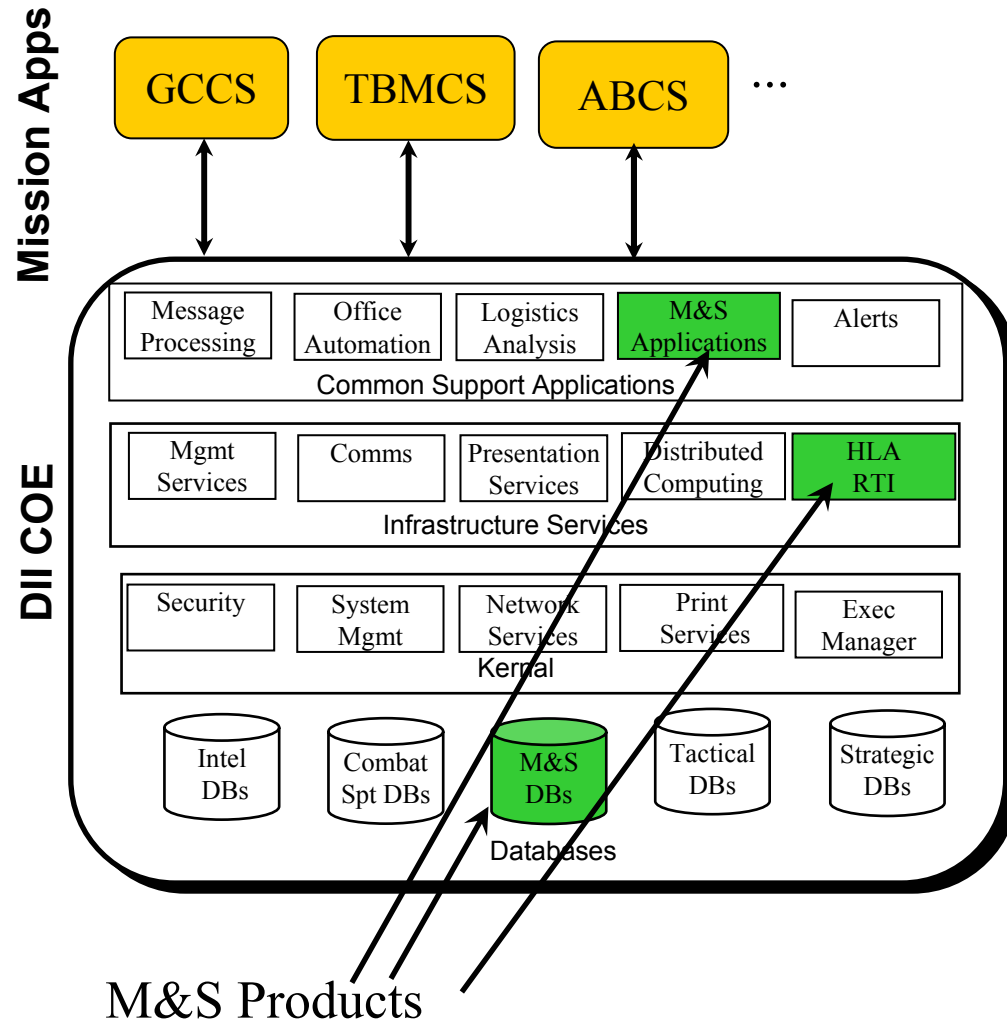 Mission Apps
GCCS
TBMCS
ABCS
...
DII COE
Message
Processing
Office
Automation
Logistics
Analysis
M&S
Applications
Alerts
Common Support Applications
Mgmt
Services
Comms
Presentation
Services
Distributed
Computing
HLA
RTI
Infrastructure Services
Security
System
Mgmt
Network
Services
Print
Services
Exec
Manager
Kernal
Intel
DBs
Combat
Spt DBs
M&S
DBs
Tactical
DBs
Strategic
DBs
Databases
M&S Products